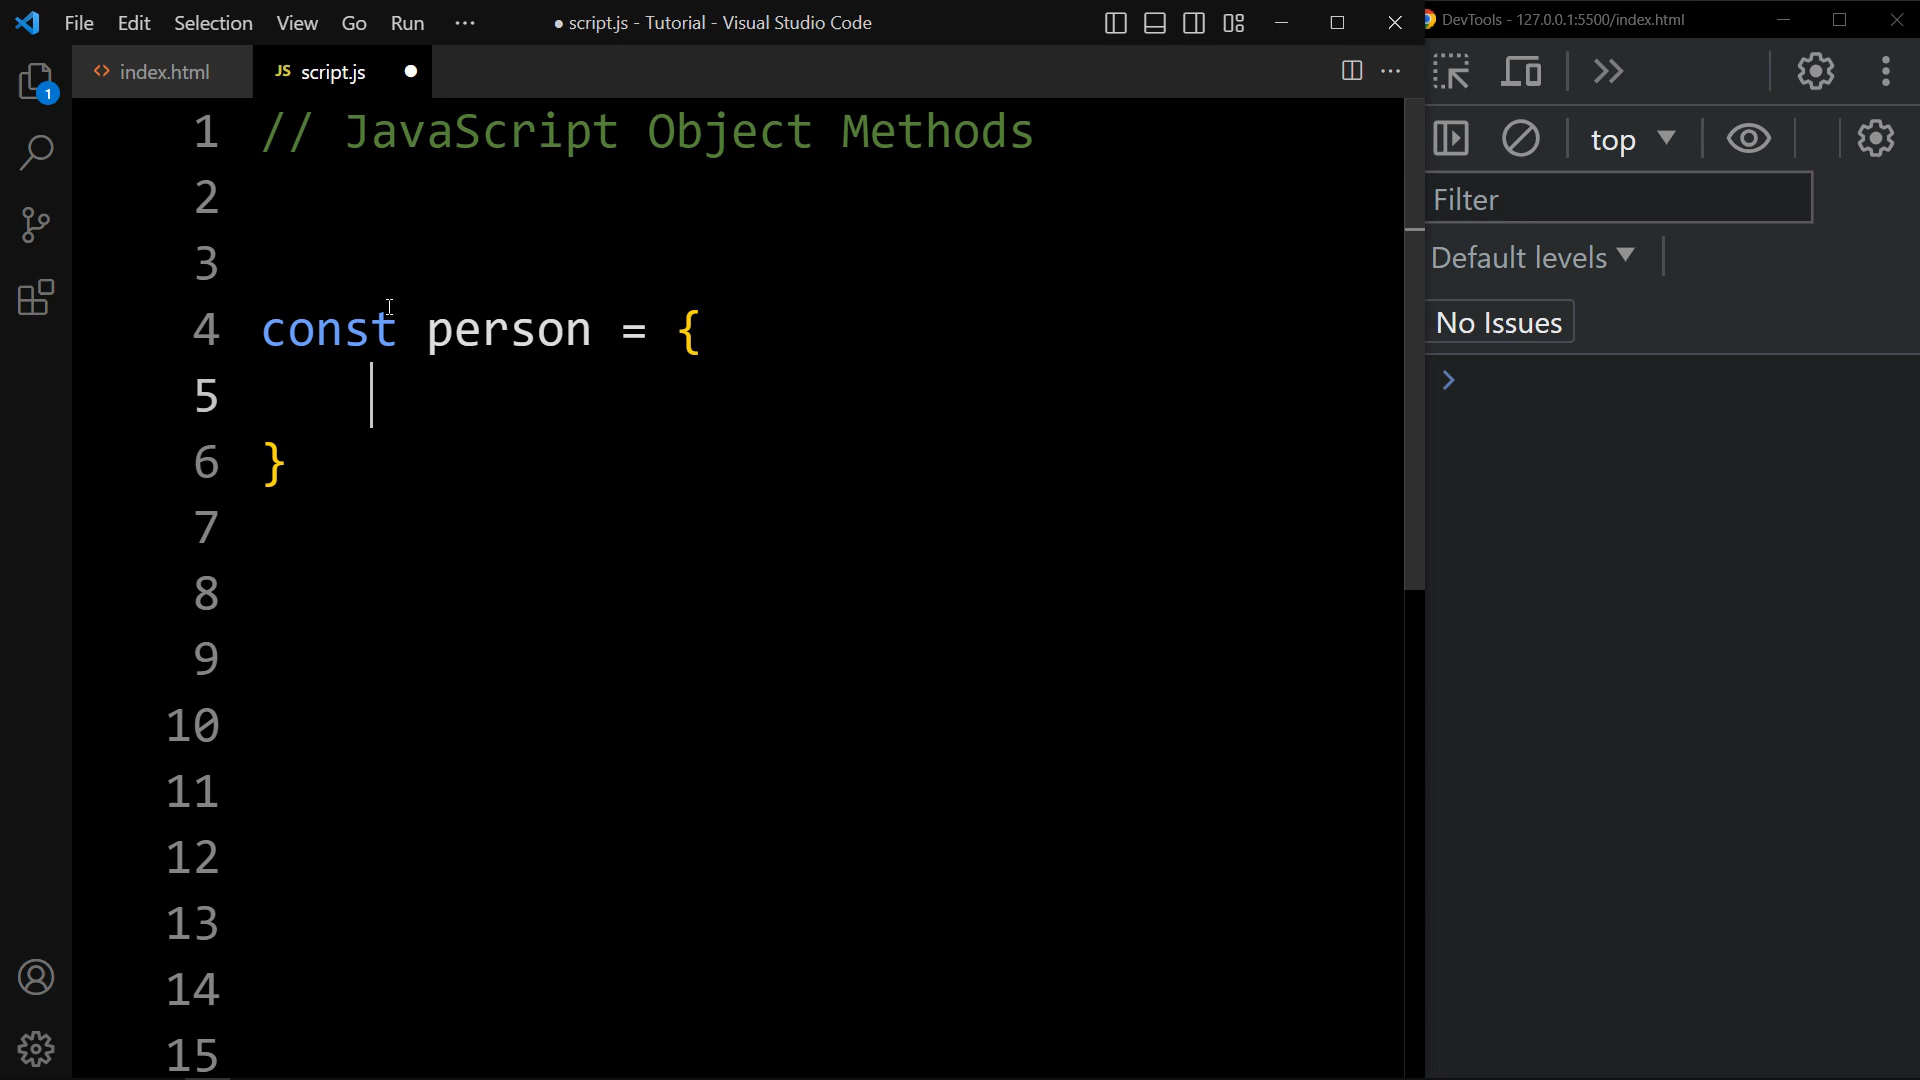 File Edit Selection View Go Run ···
● script.js - Tutorial - Visual Studio Code
DevTools - 127.0.0.1:5500/index.html
<> index.html
JS script.js ●
1
1 // JavaScript Object Methods
2
3
4 const person = {
5
6 }
7
8
9
10
11
12
13
14
15
top
Filter
Default levels
No Issues
>